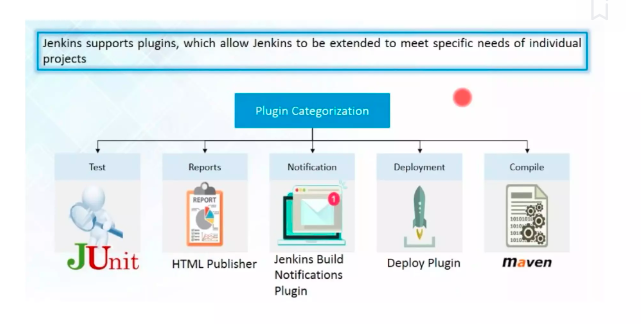 Jenkins supports plugins, which allow Jenkins to be extended to meet specific needs of individual
projects
Plugin Categorization
Test
Reports
Notification
Deployment
Compile
REPORT
1
JUnit
HTML Publisher
Jenkins Build
Notifications
Plugin
Deploy Plugin
maven